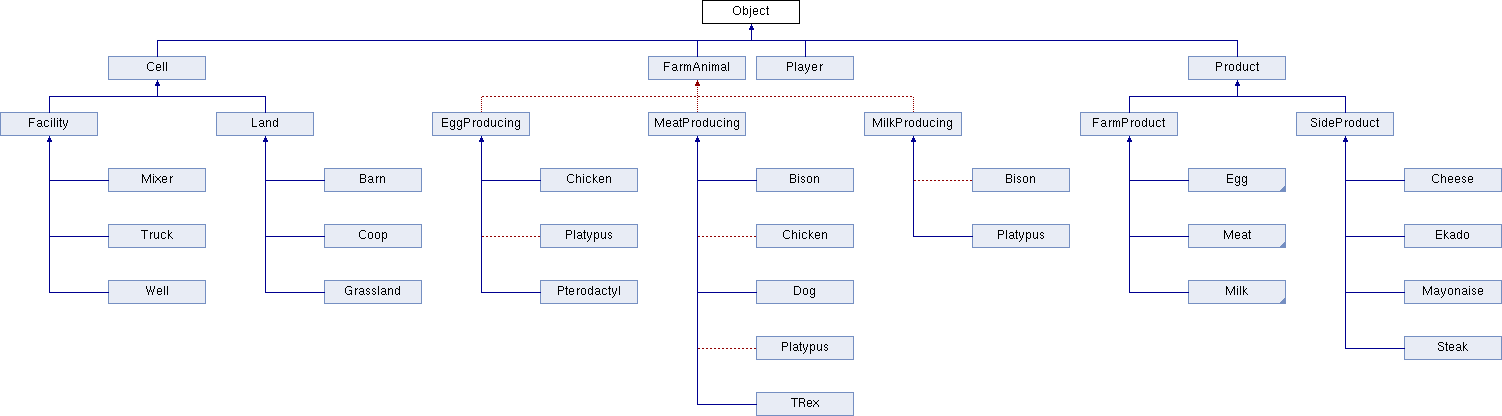 Object
Cell FarmAnimal Player Product
Facility Land EggProducing MeatProducing MilkProducing FarmProduct SideProduct
Mixer Barn Chicken Bison Bison Egg Cheese
Truck Coop Platypus Chicken Platypus Meat Ekado
Well Grassland Pterodactyl Dog Milk Mayonaise
Platypus Steak
TRex